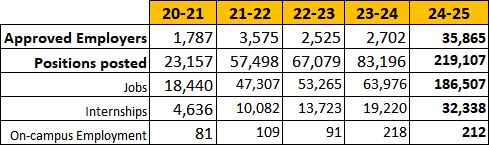 20-21 21-22 22-23 23-24 24-25
Approved Employers 1,787 3,575 2,525 2,702 35,865
Positions posted 23,157 57,498 67,079 83,196 219,107
Jobs 18,440 47,307 53,265 63,976 186,507
Internships 4,636 10,082 13,723 19,220 32,338
On-campus Employment 81 109 91 218 212